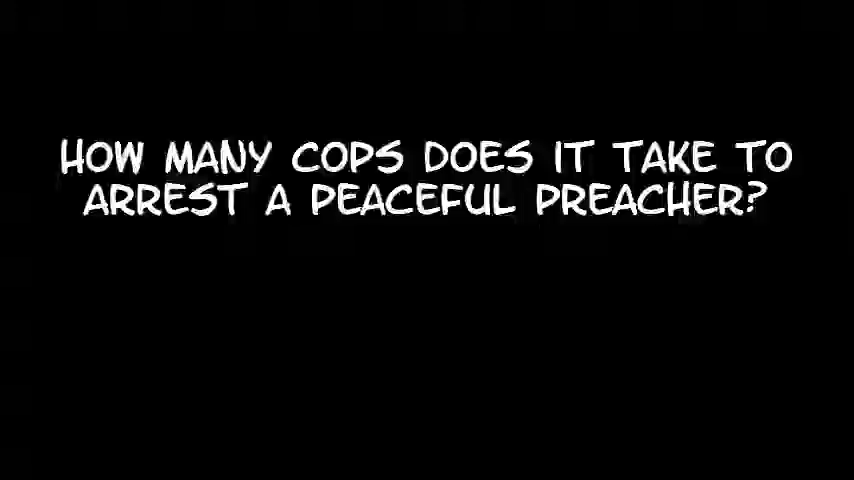 HOW MANY COPS DOES IT TAKE TO
ARREST A PEACEFUL PREACHER?